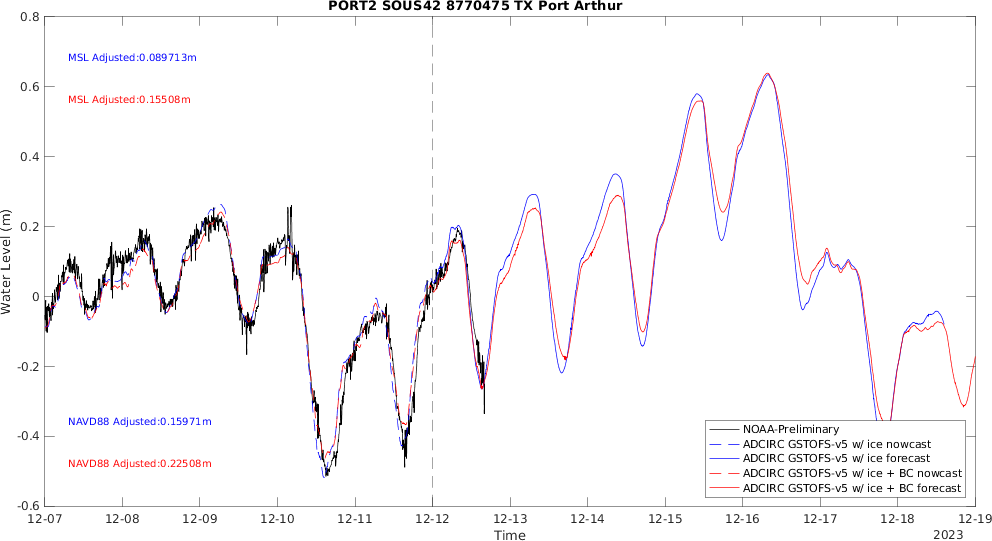 PORT2 SOUS42 8770475 TX Port Arthur
0.8
0.6
0.4
0.2
0
-0.2
-0.4
-0.6
Water Level (m)
MSL Adjusted:0.089713m
MSL Adjusted:0.15508m
NAVD88 Adjusted:0.15971m
NAVD88 Adjusted:0.22508m
NOAA-Preliminary
ADCIRC GSTOFS-v5 w/ ice nowcast
ADCIRC GSTOFS-v5 w/ ice forecast
ADCIRC GSTOFS-v5 w/ ice + BC nowcast
ADCIRC GSTOFS-v5 w/ ice + BC forecast
12-07 12-08 12-09 12-10 12-11 12-12 12-13 12-14 12-15 12-16 12-17 12-18 12-19
Time
2023